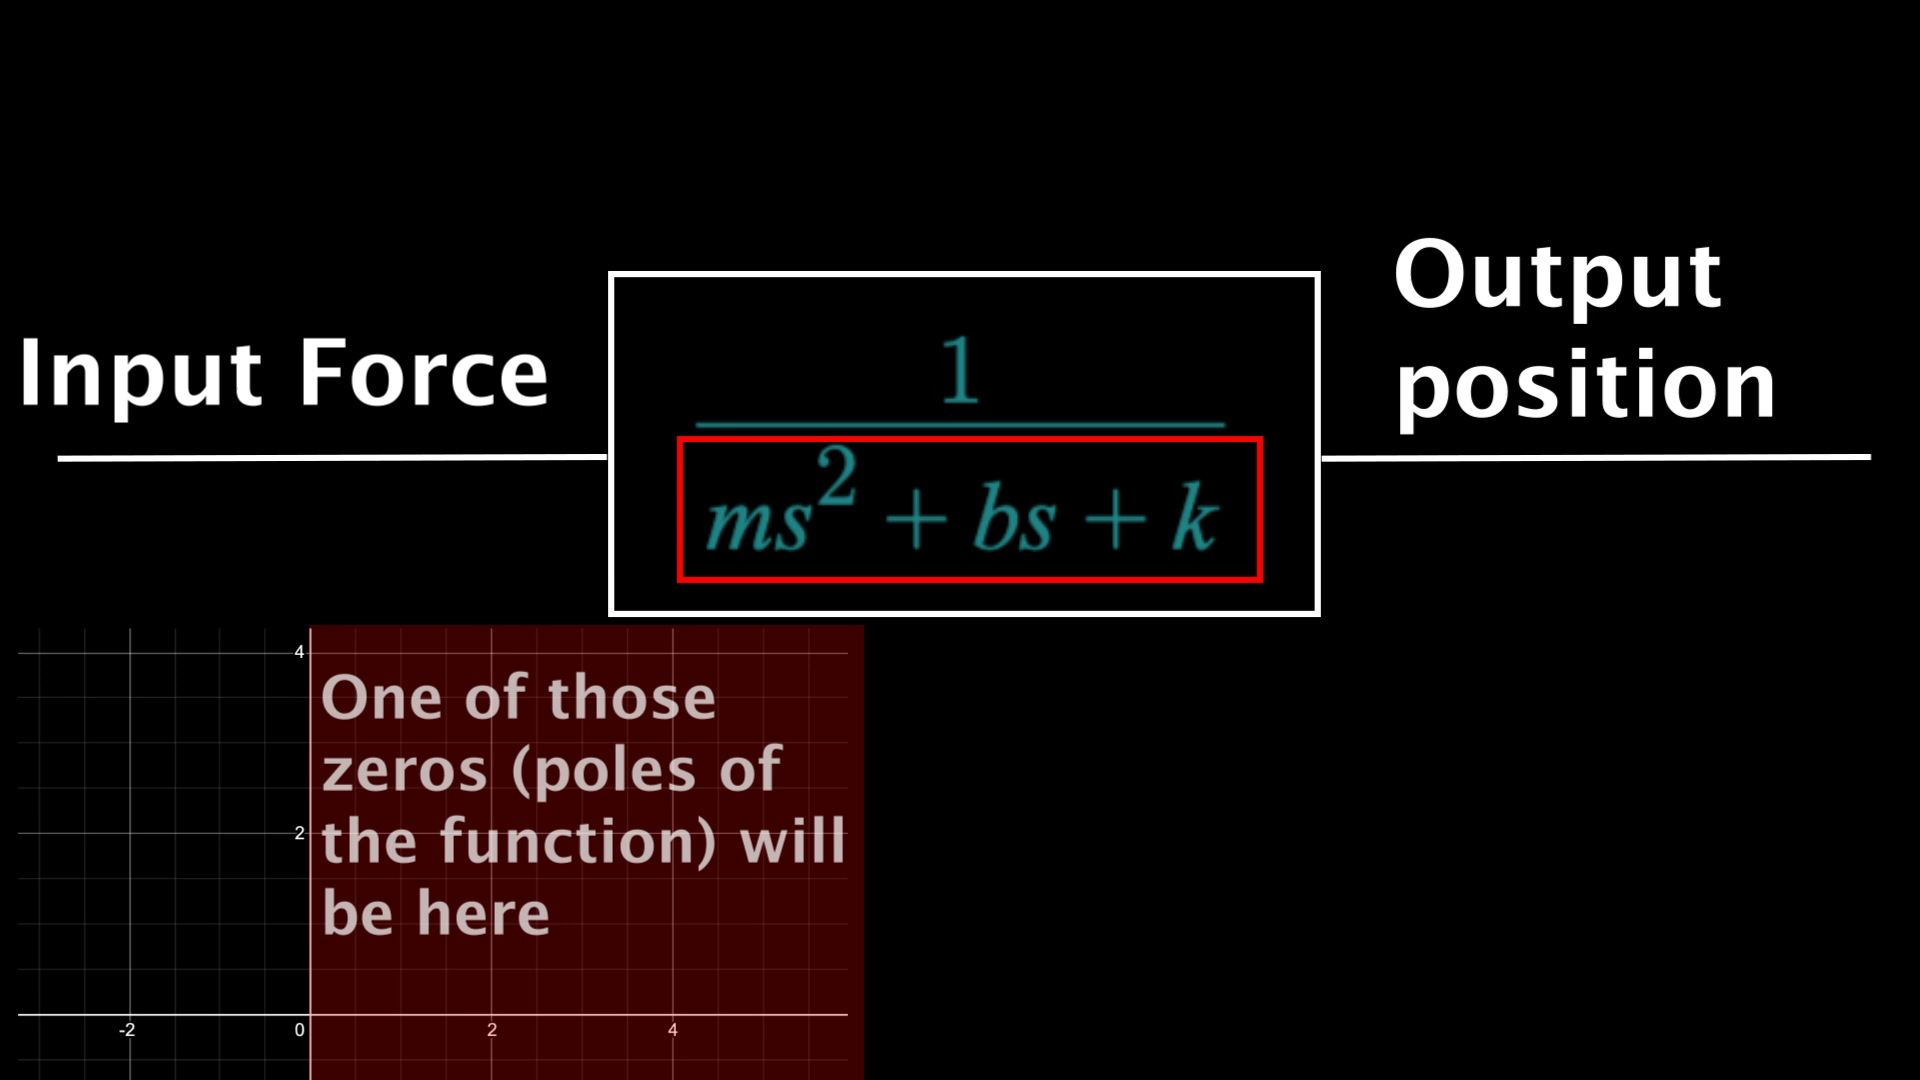 Output
position
Input Force
1
ms² + bs + k
One of those
zeros (poles of
the function) will
be here
4
2
-2 0 2 4